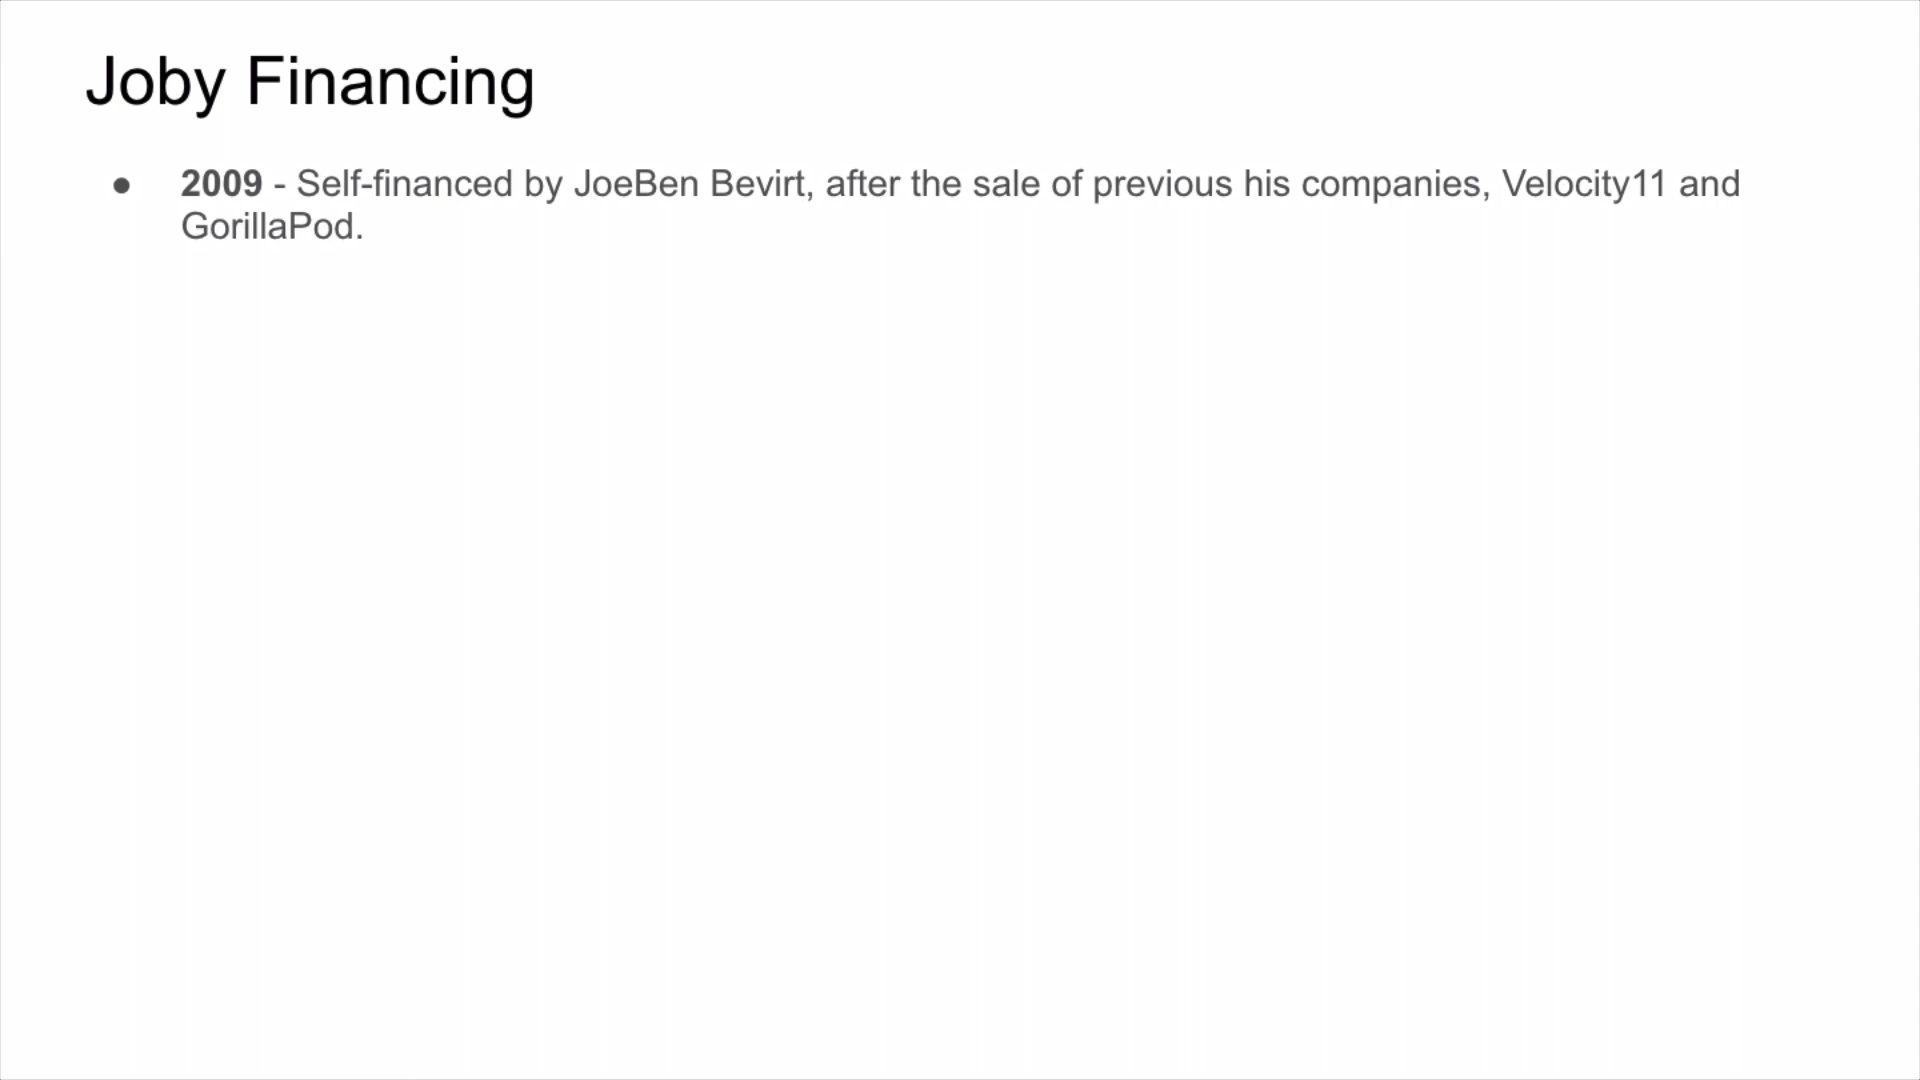 Joby Financing
● 2009 - Self-financed by JoeBen Bevirt, after the sale of previous his companies, Velocity11 and
GorillaPod.